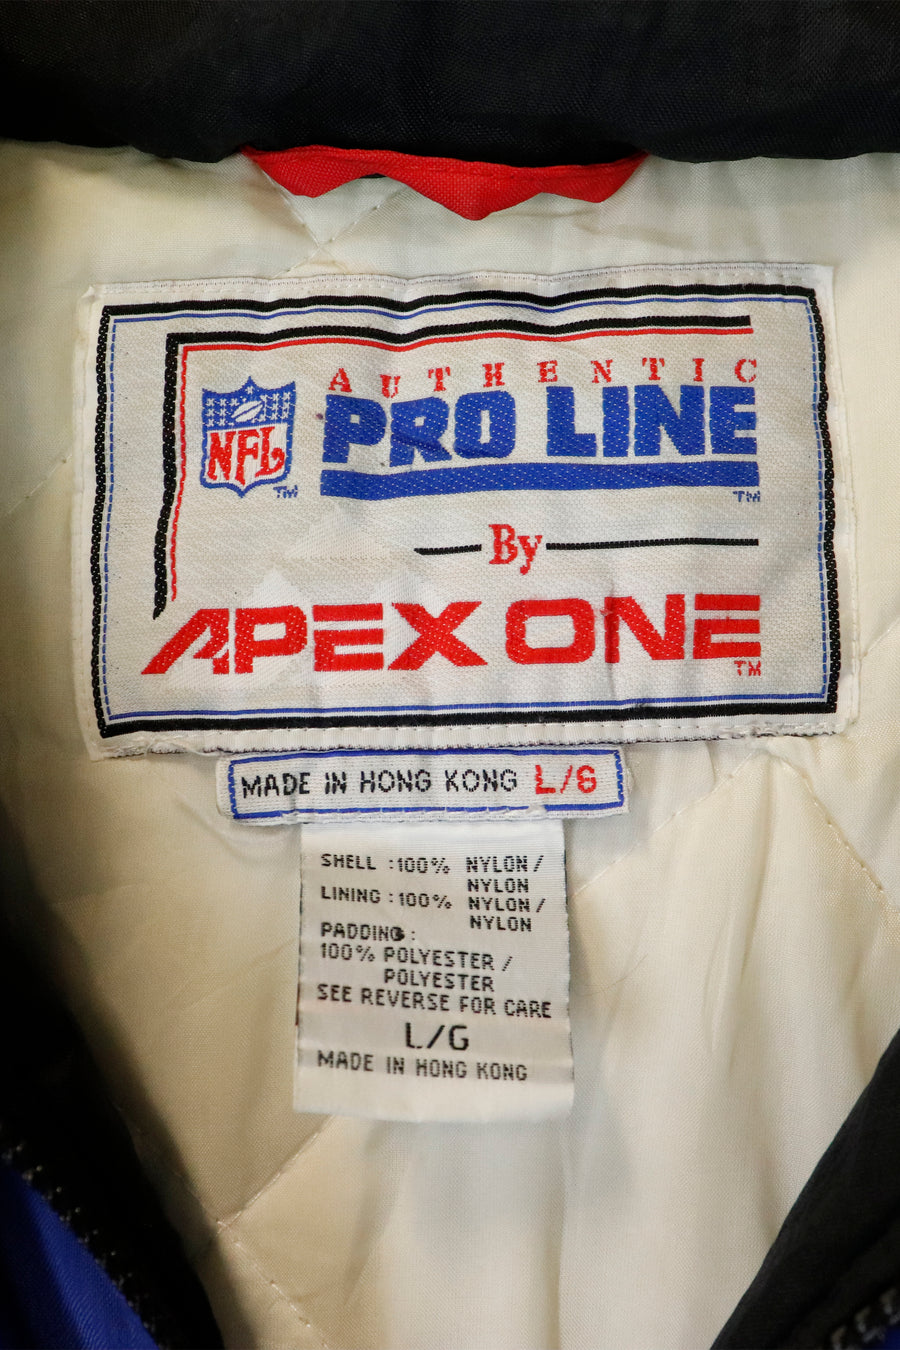 AUTHENTIC
NFL TM
PRO LINE
TM
By
APEX ONE
TM
MADE IN HONG KONG L/G
SHELL : 100% NYLON /
NYLON
LINING : 100% NYLON /
NYLON
PADDING :
100% POLYESTER /
POLYESTER
SEE REVERSE FOR CARE
L/G
MADE IN HONG KONG